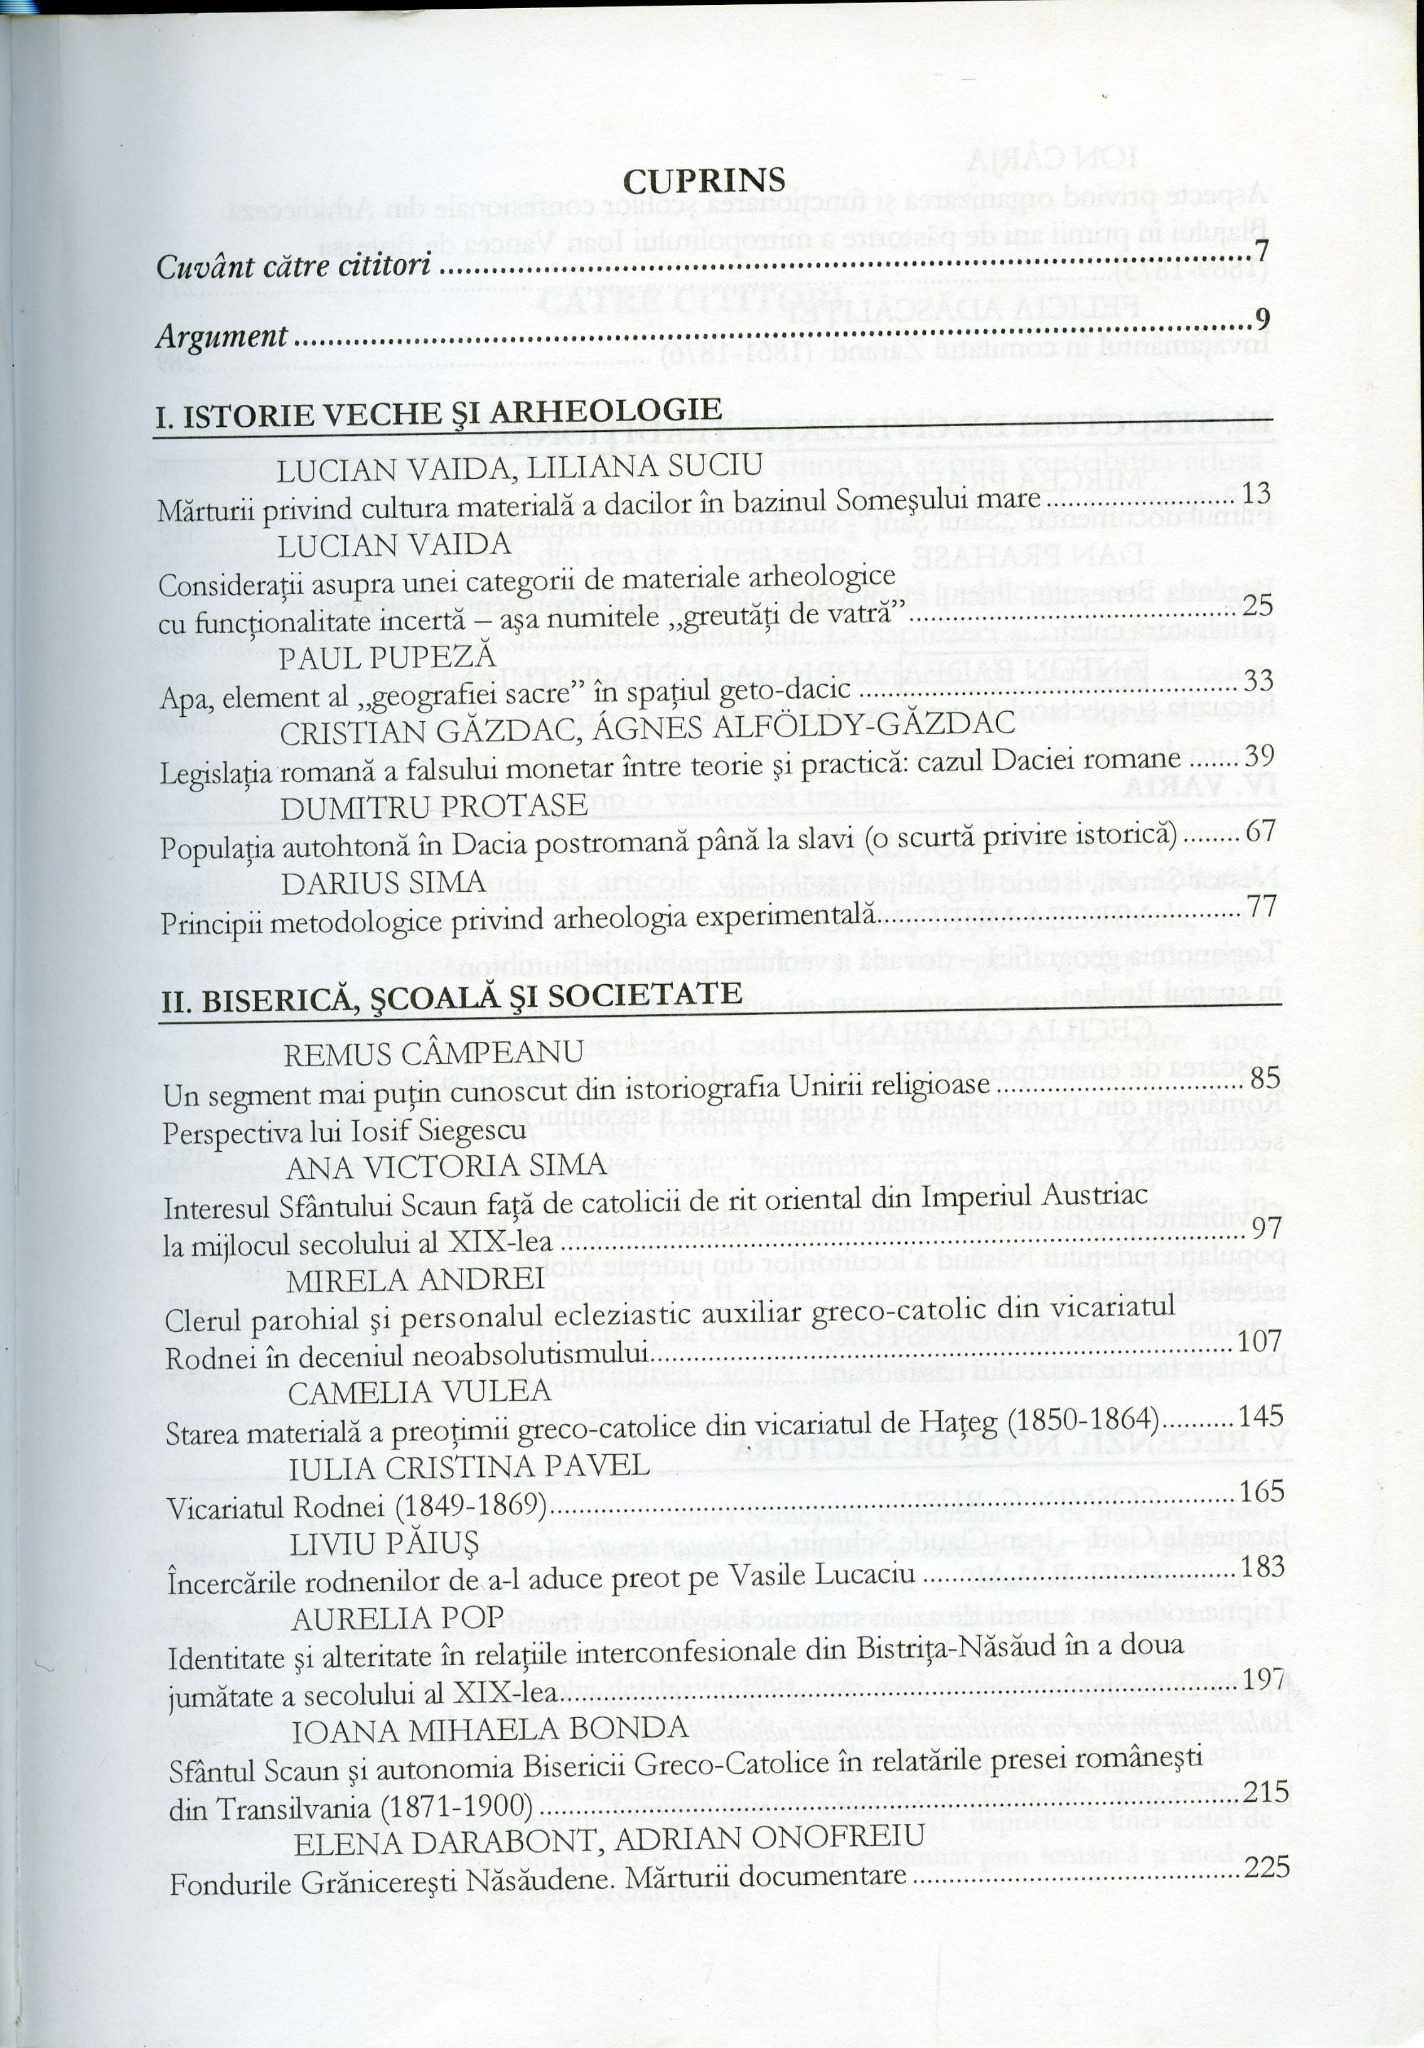 CUPRINS
Cuvânt către cititori ........ 7
Argument ........ 9
I. ISTORIE VECHE ŞI ARHEOLOGIE
LUCIAN VAIDA, LILIANA SUCIU
Mărturii privind cultura materială a dacilor în bazinul Someşului mare ........ 13
LUCIAN VAIDA
Consideraţii asupra unei categorii de materiale arheologice
cu funcţionalitate incertă – aşa numitele „greutăţi de vatră” ........ 25
PAUL PUPEZĂ
Apa, element al „geografiei sacre” în spaţiul geto-dacic ........ 33
CRISTIAN GĂZDAC, ÁGNES ALFÖLDY-GĂZDAC
Legislaţia romană a falsului monetar între teorie şi practică: cazul Daciei romane ....... 39
DUMITRU PROTASE
Populaţia autohtonă în Dacia postromană până la slavi (o scurtă privire istorică) ........ 67
DARIUS SIMA
Principii metodologice privind arheologia experimentală ........ 77
II. BISERICĂ, ŞCOALĂ ŞI SOCIETATE
REMUS CÂMPEANU
Un segment mai puţin cunoscut din istoriografia Unirii religioase ........ 85
Perspectiva lui Iosif Siegescu
ANA VICTORIA SIMA
Interesul Sfântului Scaun faţă de catolicii de rit oriental din Imperiul Austriac
la mijlocul secolului al XIX-lea ........ 97
MIRELA ANDREI
Clerul parohial şi personalul ecleziastic auxiliar greco-catolic din vicariatul
Rodnei în deceniul neoabsolutismului ........ 107
CAMELIA VULEA
Starea materială a preoţimii greco-catolice din vicariatul de Haţeg (1850-1864) ........ 145
IULIA CRISTINA PAVEL
Vicariatul Rodnei (1849-1869) ........ 165
LIVIU PĂIUŞ
Încercările rodnenilor de a-l aduce preot pe Vasile Lucaciu ........ 183
AURELIA POP
Identitate şi alteritate în relaţiile interconfesionale din Bistriţa-Năsăud în a doua
jumătate a secolului al XIX-lea ........ 197
IOANA MIHAELA BONDA
Sfântul Scaun şi autonomia Bisericii Greco-Catolice în relatările presei româneşti
din Transilvania (1871-1900) ........ 215
ELENA DARABONT, ADRIAN ONOFREIU
Fondurile Grănicereşti Năsăudene. Mărturii documentare ........ 225